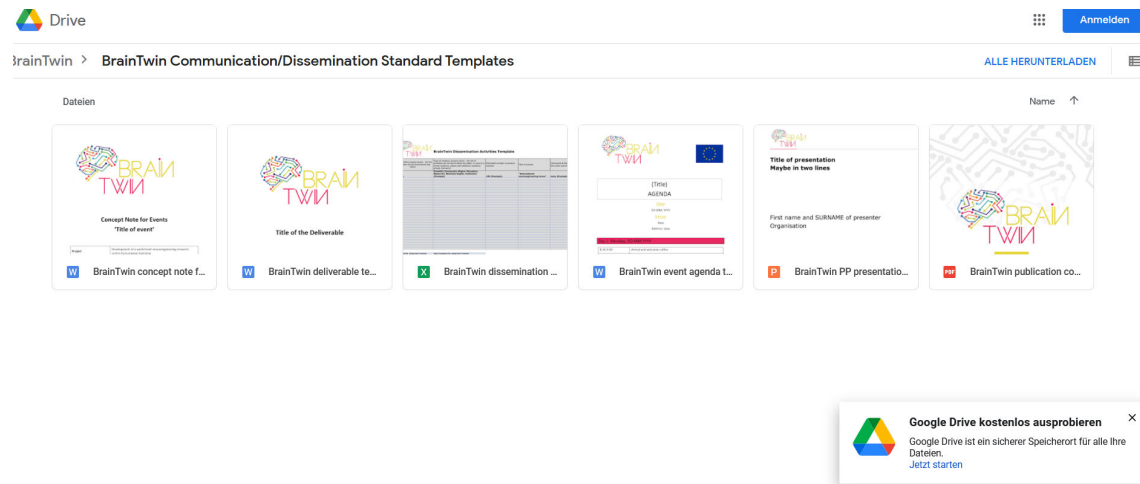 Drive
Anmelden
BrainTwin > BrainTwin Communication/Dissemination Standard Templates
ALLE HERUNTERLADEN
Dateien
Name
BRAIN
TWIN
Concept Note for Events
"Title of event"
Project
BRAIN
TWIN
Title of the Deliverable
BRAIN
TWIN
BrainTwin Dissemination Activities Template
BRAIN
TWIN
(Title)
AGENDA
BRAIN
TWIN
Title of presentation
Maybe in two lines
First name and SURNAME of presenter
Organisation
BRAIN
TWIN
W BrainTwin concept note f...
W BrainTwin deliverable te...
X BrainTwin dissemination ...
W BrainTwin event agenda t...
P BrainTwin PP presentatio...
PDF BrainTwin publication co...
Google Drive kostenlos ausprobieren
Google Drive ist ein sicherer Speicherort für alle Ihre
Dateien.
Jetzt starten